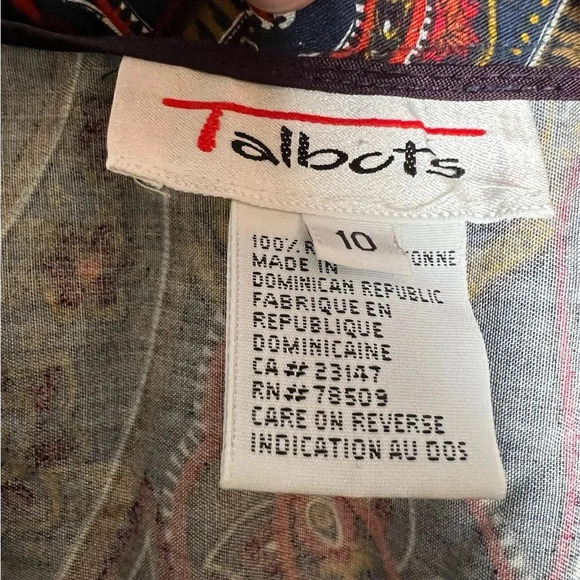 Talbots
10
100% R YONNE
MADE IN
DOMINICAN REPUBLIC
FABRIQUE EN
REPUBLIQUE
DOMINICAINE
CA# 23147
RN# 78509
CARE ON REVERSE
INDICATION AU DOS